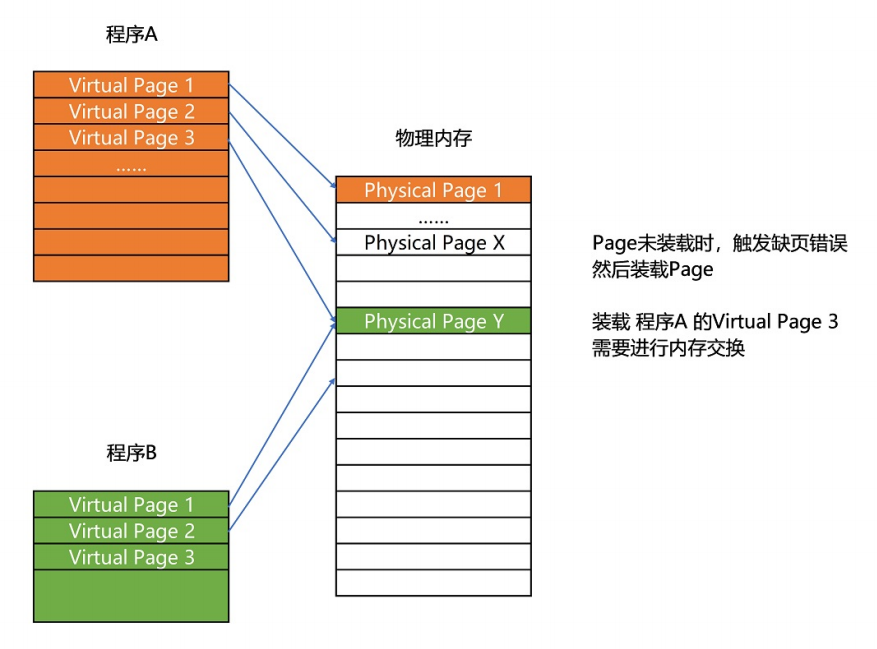 程序A
Virtual Page 1
Virtual Page 2
Virtual Page 3
……
物理内存
Physical Page 1
……
Physical Page X
Physical Page Y
Page未装载时，触发缺页错误
然后装载Page
装载 程序A 的Virtual Page 3
需要进行内存交换
程序B
Virtual Page 1
Virtual Page 2
Virtual Page 3